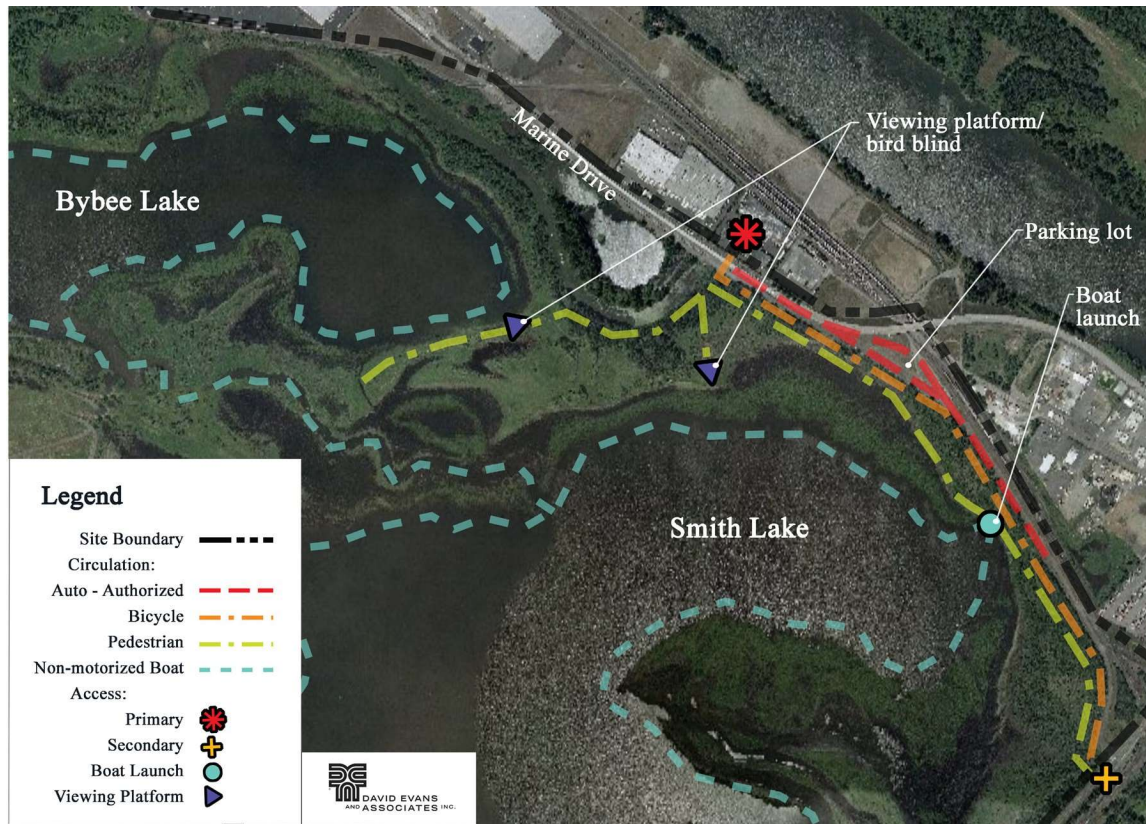 Marine Drive
Viewing platform/
bird blind
Bybee Lake
Parking lot
Boat
launch
Smith Lake
Legend
Site Boundary
Circulation:
Auto - Authorized
Bicycle
Pedestrian
Non-motorized Boat
Access:
Primary
Secondary
Boat Launch
Viewing Platform
DAVID EVANS
AND ASSOCIATES INC.